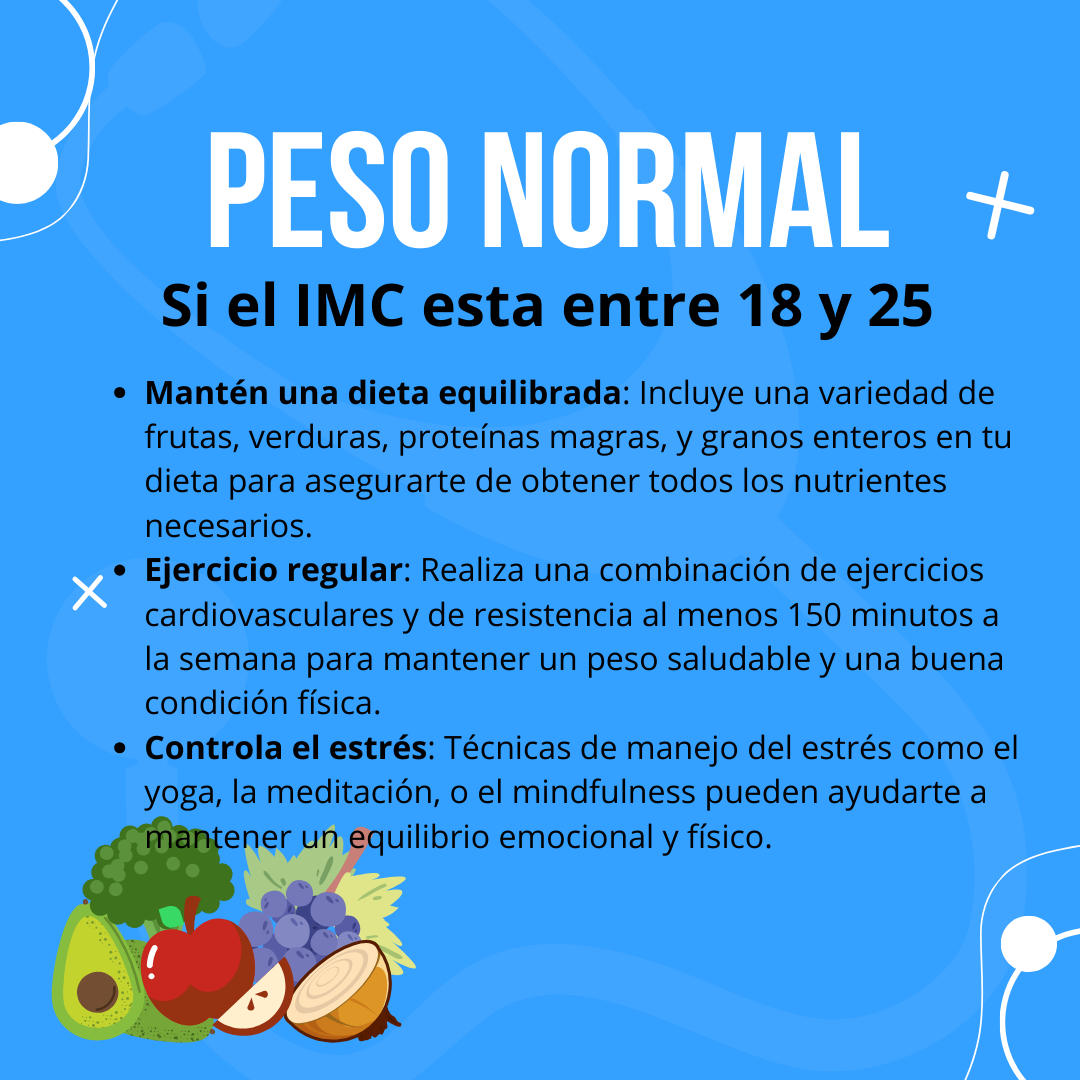 PESO NORMAL
Si el IMC esta entre 18 y 25
• Mantén una dieta equilibrada: Incluye una variedad de
frutas, verduras, proteínas magras, y granos enteros en tu
dieta para asegurarte de obtener todos los nutrientes
necesarios.
• Ejercicio regular: Realiza una combinación de ejercicios
cardiovasculares y de resistencia al menos 150 minutos a
la semana para mantener un peso saludable y una buena
condición física.
• Controla el estrés: Técnicas de manejo del estrés como el
yoga, la meditación, o el mindfulness pueden ayudarte a
mantener un equilibrio emocional y físico.